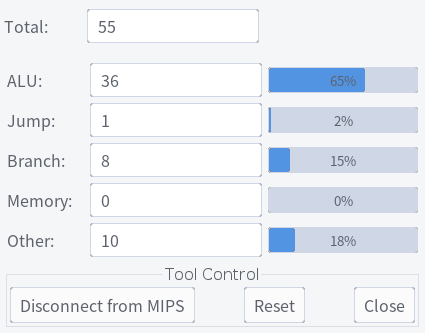 Total: 55
ALU: 36 65%
Jump: 1 2%
Branch: 8 15%
Memory: 0 0%
Other: 10 18%
Tool Control
Disconnect from MIPS Reset Close